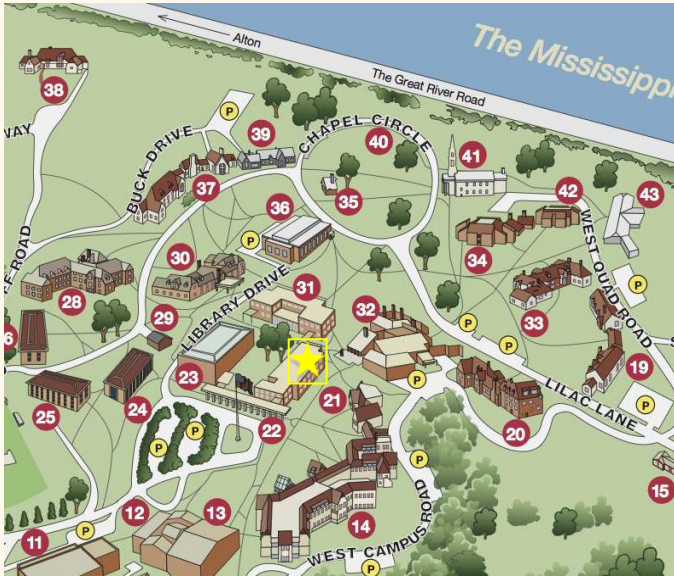 The Mississippi
Alton
The Great River Road
38
WAY
P
BUCK DRIVE
39
CHAPEL CIRCLE
40
41
37
35
42
43
36
P
34
WEST QUAD ROAD
30
28
LIBRARY DRIVE
31
32
P
33
P
P
29
23
19
25
24
22
21
P
20
LILAC LANE
P
P
P
P
15
12
13
14
WEST CAMPUS ROAD
11
P
P